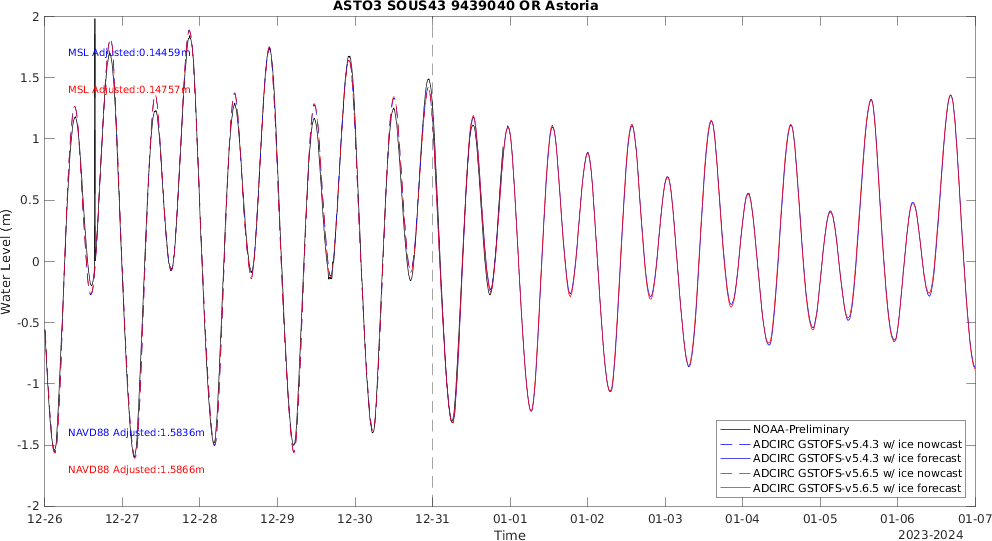 ASTO3 SOUS43 9439040 OR Astoria
MSL Adjusted:0.14459m
MSL Adjusted:0.14757m
NAVD88 Adjusted:1.5836m
NAVD88 Adjusted:1.5866m
Water Level (m)
2
1.5
1
0.5
0
-0.5
-1
-1.5
-2
NOAA-Preliminary
ADCIRC GSTOFS-v5.4.3 w/ ice nowcast
ADCIRC GSTOFS-v5.4.3 w/ ice forecast
ADCIRC GSTOFS-v5.6.5 w/ ice nowcast
ADCIRC GSTOFS-v5.6.5 w/ ice forecast
12-26 12-27 12-28 12-29 12-30 12-31 01-01 01-02 01-03 01-04 01-05 01-06 01-07
Time
2023-2024